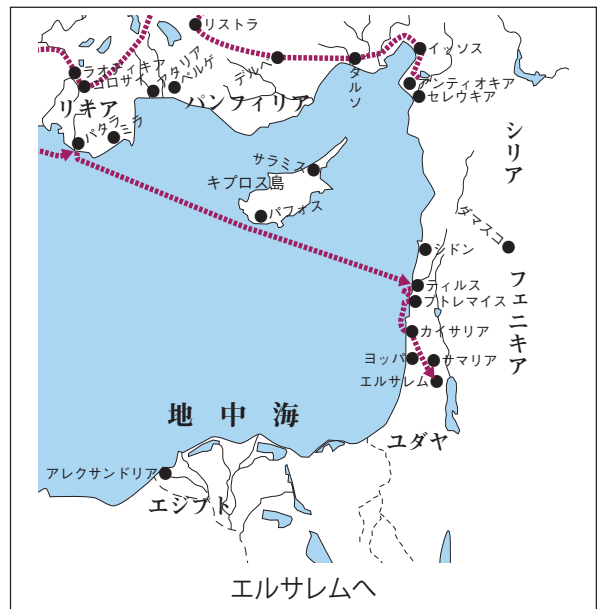 リストラ
イッソス
デルベ
タルソ
ラオディキア
コロサイ
アタリア
ペルゲ
アンティオキア
セレウキア
リキア
パンフィリア
パタラ
ミラ
シリア
サラミス
キプロス島
パフォス
ダマスコ
シドン
フェニキア
ティルス
プトレマイス
カイサリア
ヨッパ
サマリア
エルサレム
地中海
ユダヤ
アレクサンドリア
エジプト
エルサレムへ